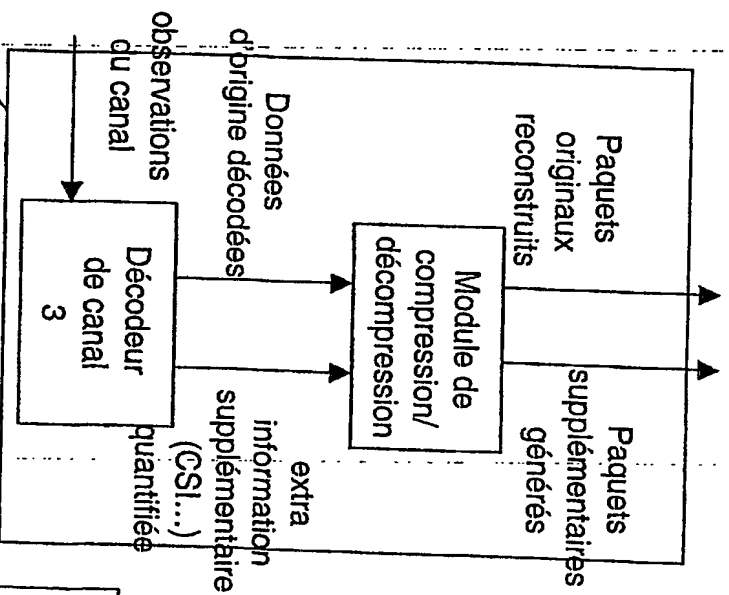 Paquets
originaux
reconstruits
Paquets
supplémentaires
générés
Module de
compression/
décompression
Données
d'origine décodées
extra
information
supplémentaire
(CSI...)
quantifiée
observations
du canal
Décodeur
de canal
3